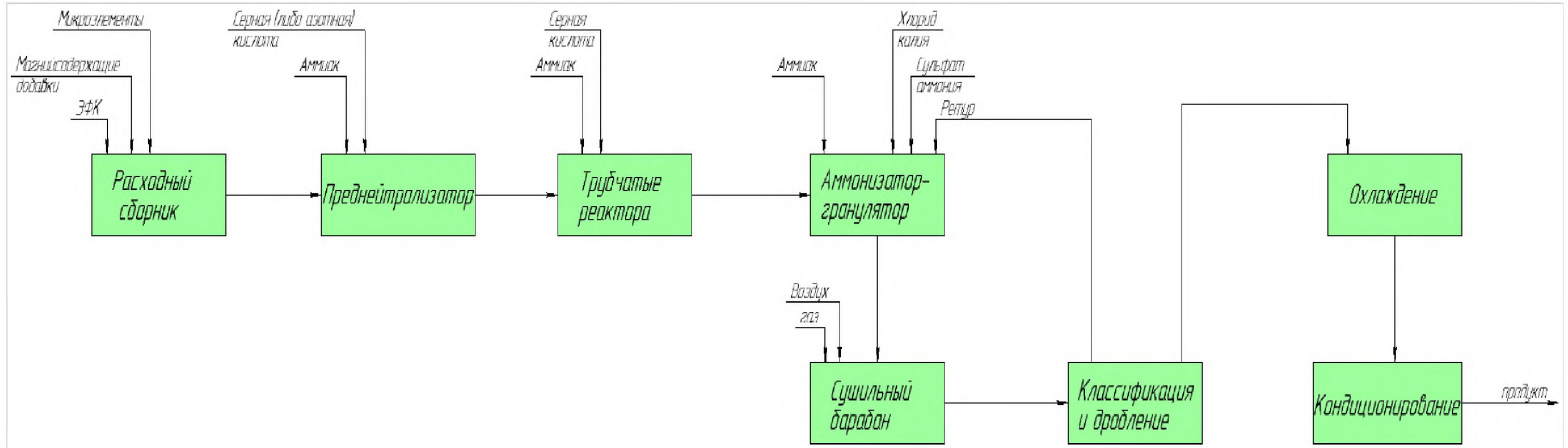 Микроэлементы
Магнийсодержащие
добавки
ЭФК
Расходный
сборник
Серная (либо азотная)
кислота
Аммиак
Преднейтрализатор
Серная
кислота
Аммиак
Трубчатые
реактора
Аммиак
Хлорид
калия
Сульфат
аммония
Ретур
Аммонизатор-
гранулятор
Охлаждение
Воздух
газ
Сушильный
барабан
Классификация
и дробление
Кондиционирование
продукт